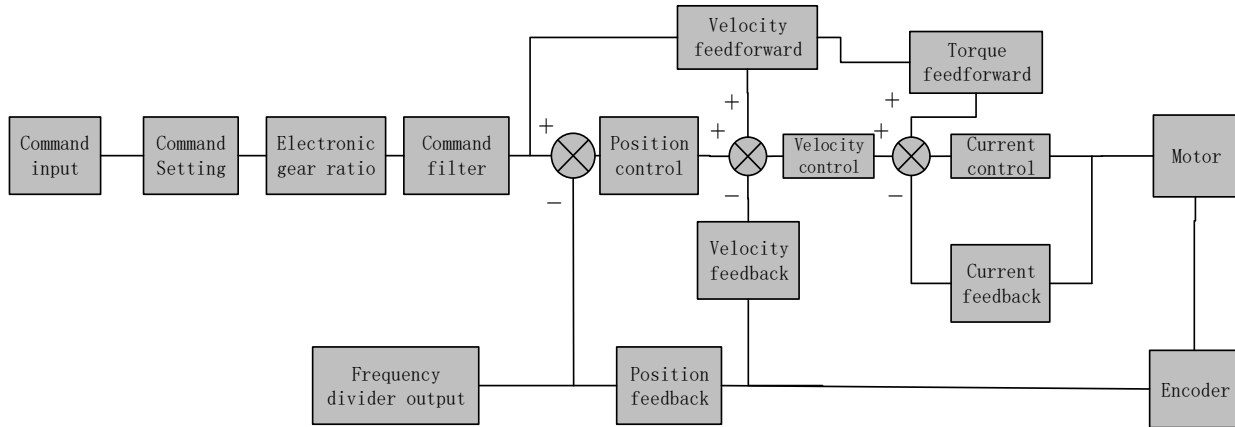 Velocity
feedforward
Torque
feedforward
+
+
Command
input
Command
Setting
Electronic
gear ratio
Command
filter
+
Position
control
+
Velocity
control
+
Current
control
Motor
−
−
−
Velocity
feedback
Current
feedback
Frequency
divider output
Position
feedback
Encoder